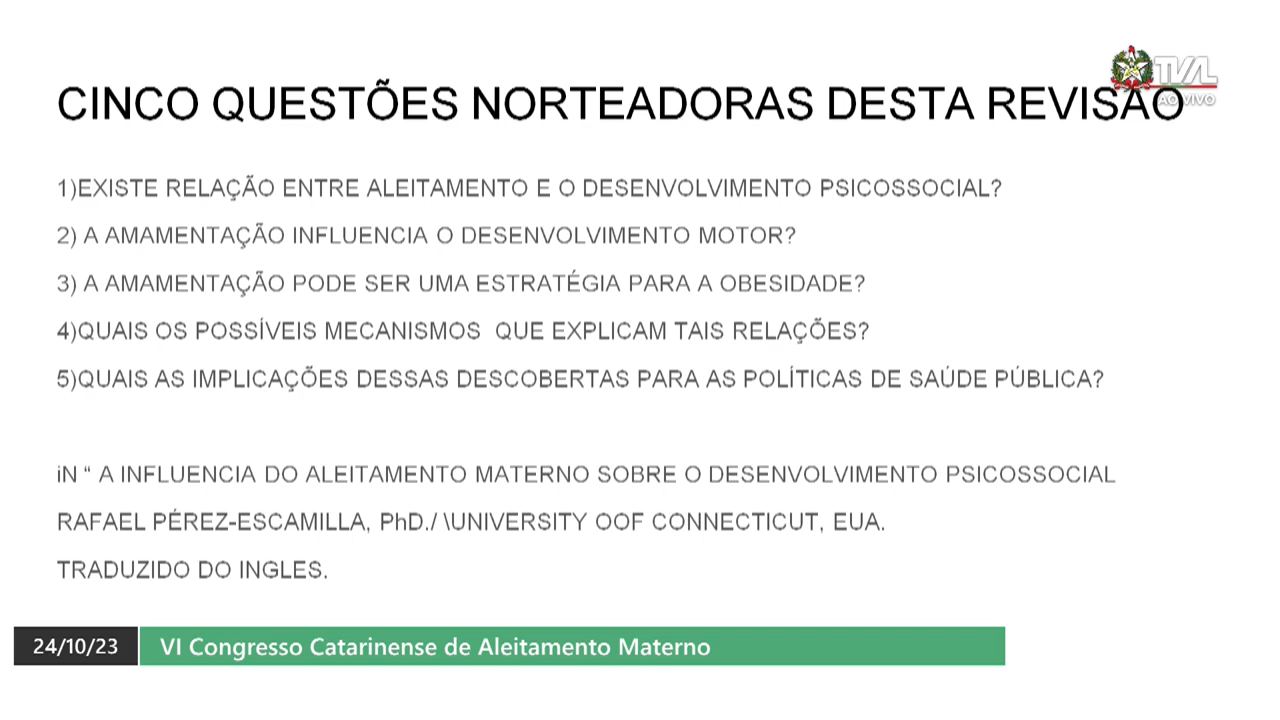 TVAL
AO VIVO
CINCO QUESTÕES NORTEADORAS DESTA REVISÃO
1)EXISTE RELAÇÃO ENTRE ALEITAMENTO E O DESENVOLVIMENTO PSICOSSOCIAL?
2) A AMAMENTAÇÃO INFLUENCIA O DESENVOLVIMENTO MOTOR?
3) A AMAMENTAÇÃO PODE SER UMA ESTRATÉGIA PARA A OBESIDADE?
4)QUAIS OS POSSÍVEIS MECANISMOS  QUE EXPLICAM TAIS RELAÇÕES?
5)QUAIS AS IMPLICAÇÕES DESSAS DESCOBERTAS PARA AS POLÍTICAS DE SAÚDE PÚBLICA?
iN “ A INFLUENCIA DO ALEITAMENTO MATERNO SOBRE O DESENVOLVIMENTO PSICOSSOCIAL
RAFAEL PÉREZ-ESCAMILLA, PhD./ \UNIVERSITY OOF CONNECTICUT, EUA.
TRADUZIDO DO INGLES.
24/10/23 VI Congresso Catarinense de Aleitamento Materno